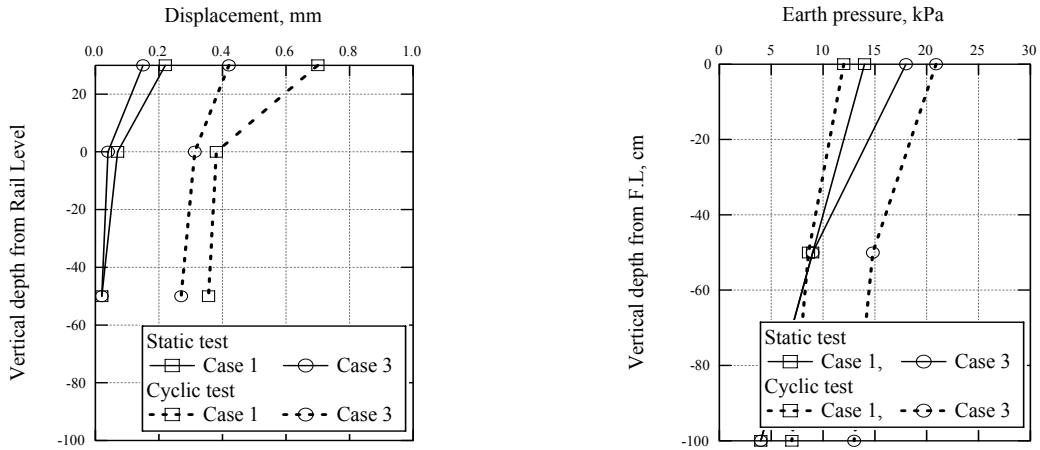 Displacement, mm
0.0 0.2 0.4 0.6 0.8 1.0
20
0
-20
-40
-60
-80
-100
Vertical depth from Rail Level
Static test
Case 1 Case 3
Cyclic test
Case 1 Case 3
Earth pressure, kPa
0 5 10 15 20 25 30
0
-20
-40
-60
-80
-100
Vertical depth from F.L, cm
Static test
Case 1, Case 3
Cyclic test
Case 1, Case 3